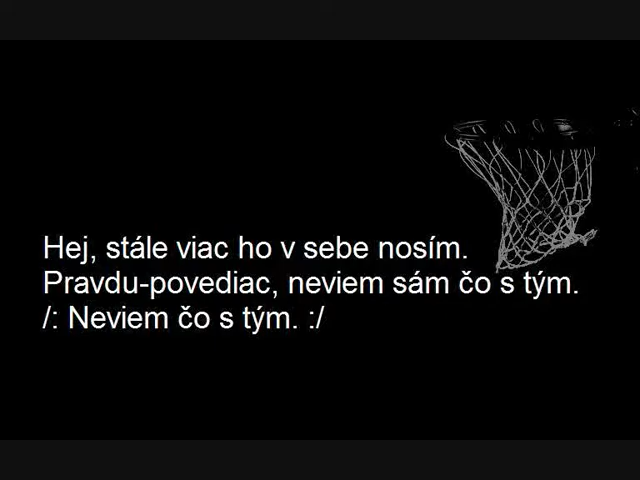 Hej, stále viac ho v sebe nosím.
Pravdu-povediac, neviem sám čo s tým.
/: Neviem čo s tým. :/